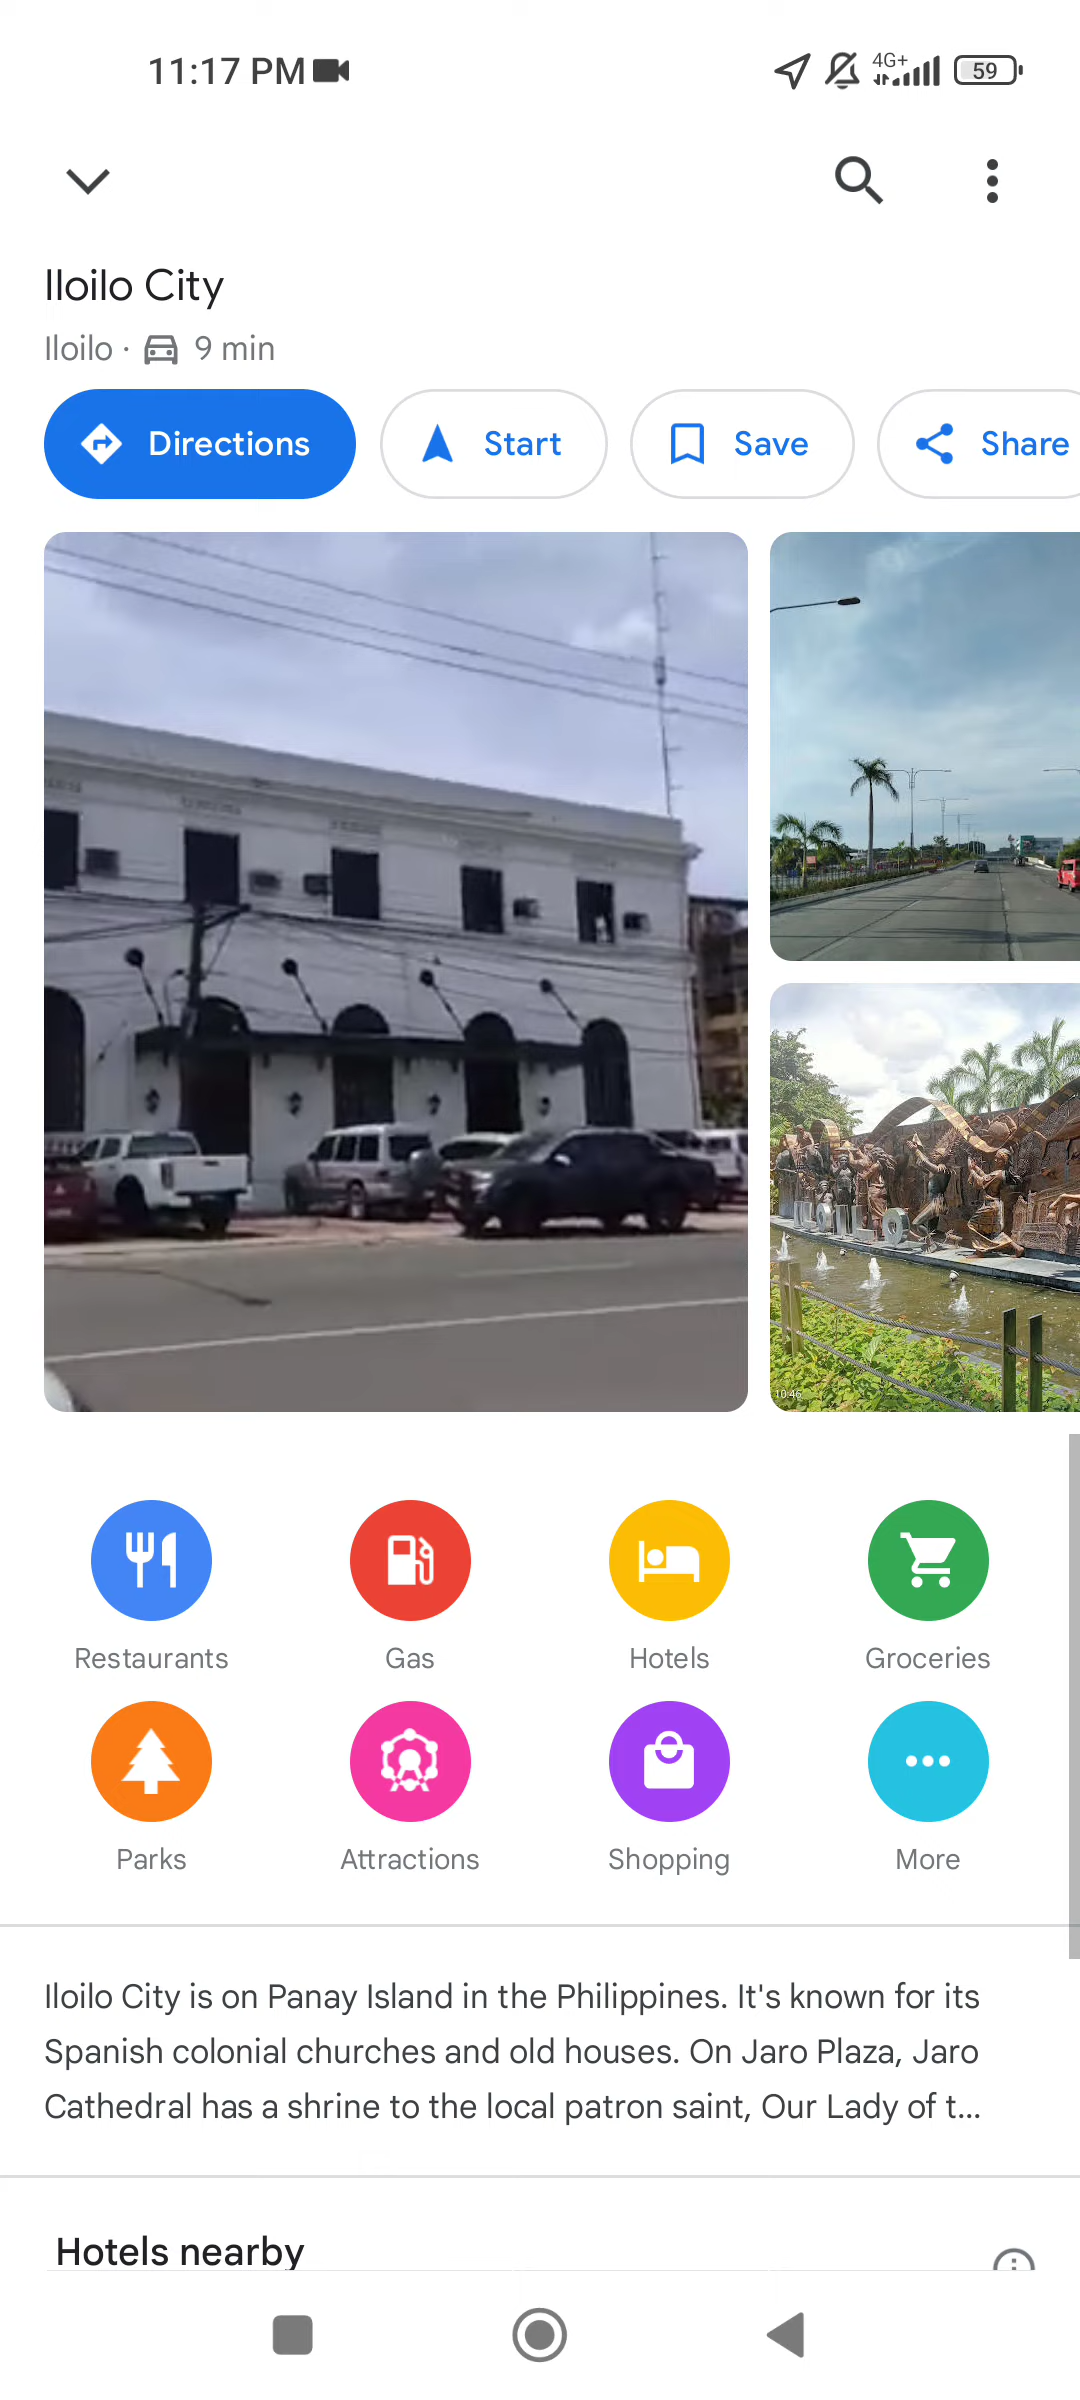 11:17 PM
4G+
59
Iloilo City
Iloilo · 9 min
Directions
Start
Save
Share
ILOILO
10:46
Restaurants
Gas
Hotels
Groceries
Parks
Attractions
Shopping
More
Iloilo City is on Panay Island in the Philippines. It's known for its
Spanish colonial churches and old houses. On Jaro Plaza, Jaro
Cathedral has a shrine to the local patron saint, Our Lady of t...
Hotels nearby